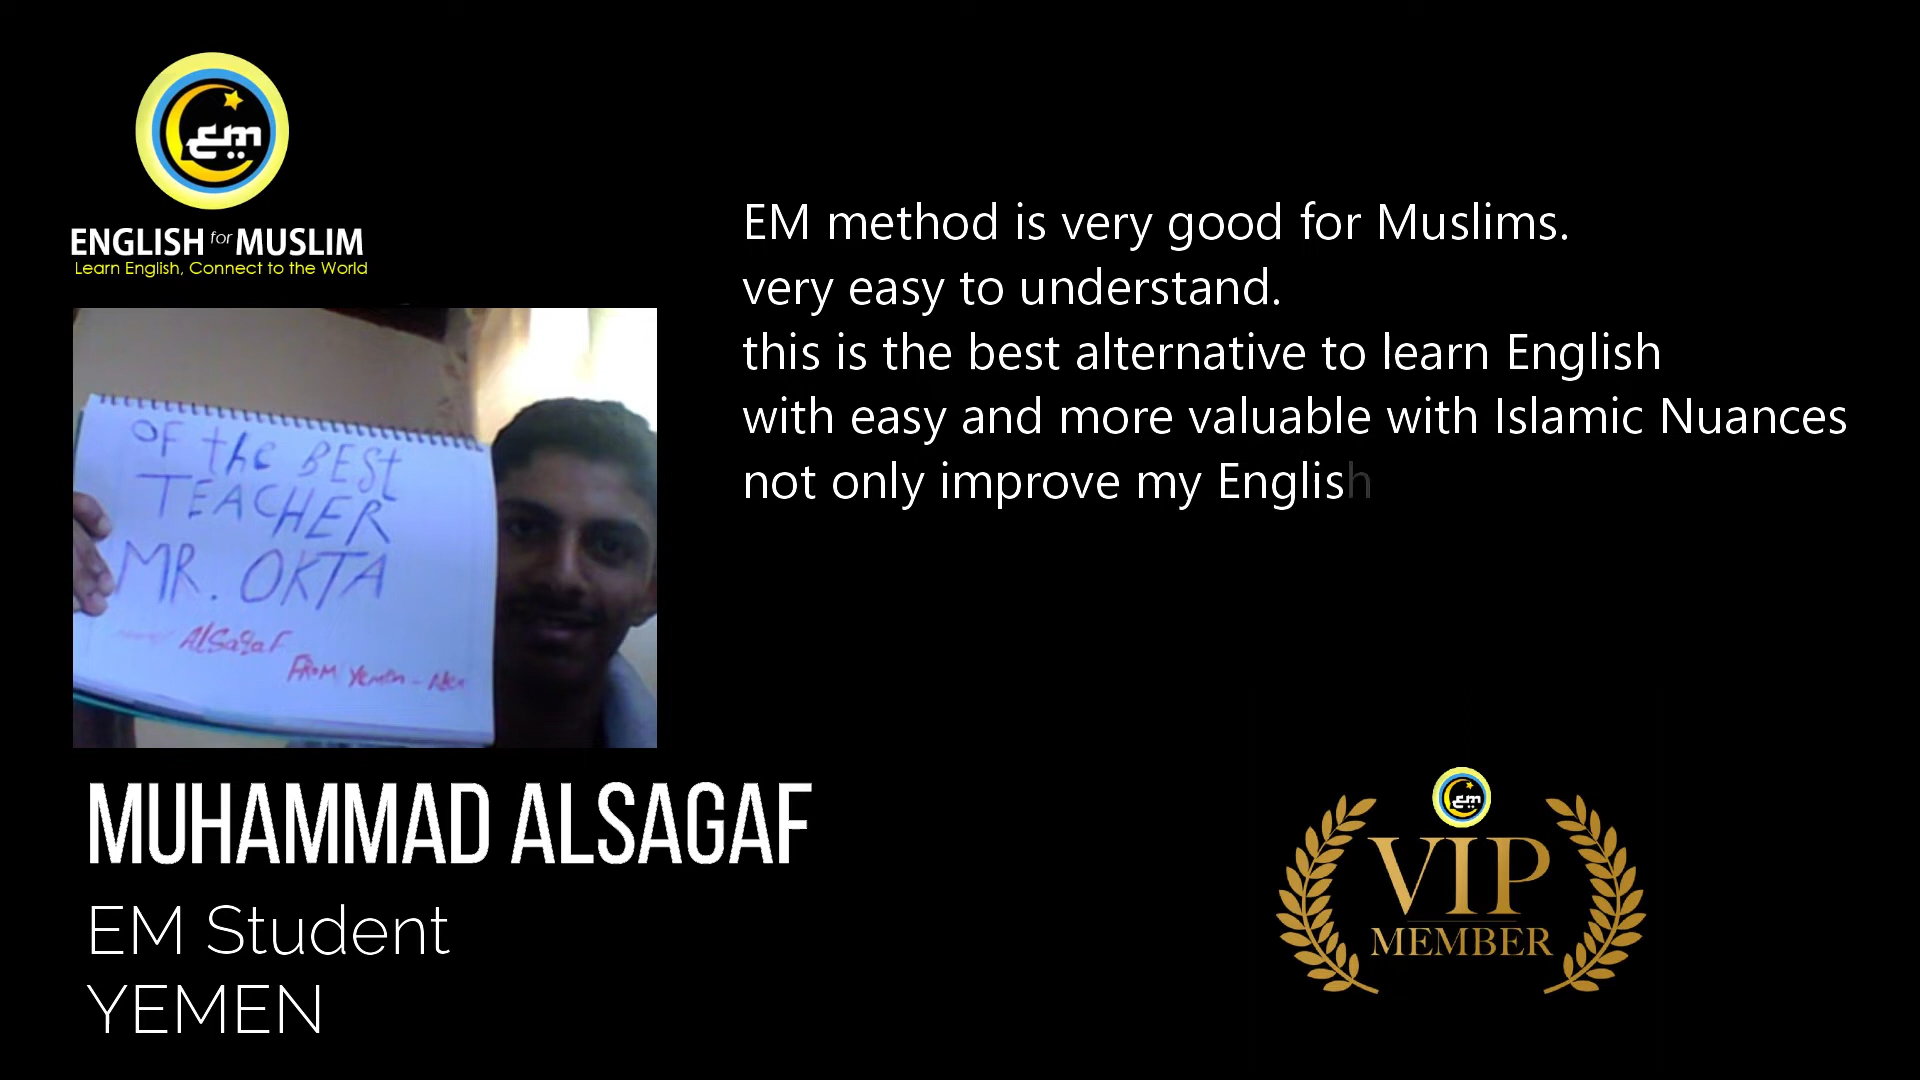 em
ENGLISH for MUSLIM
Learn English, Connect to the World
OF the BESt
TEACHER
MR. OKTA
AlSagaf
FROM Yemen -
MUHAMMAD ALSAGAF
EM Student
YEMEN
EM method is very good for Muslims.
very easy to understand.
this is the best alternative to learn English
with easy and more valuable with Islamic Nuances
not only improve my English
em
VIP
MEMBER